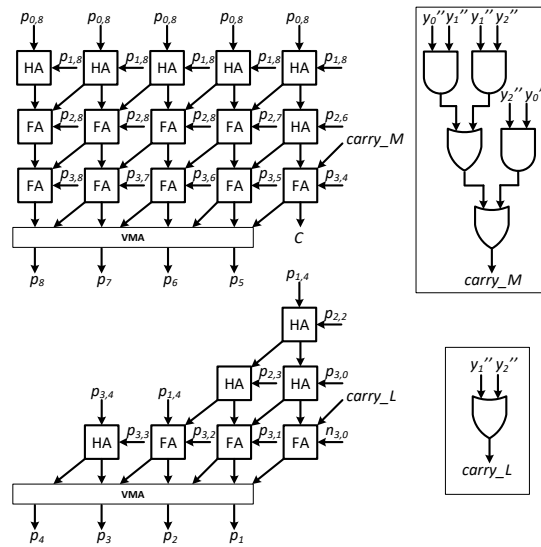 p0,8 p0,8 p0,8 p0,8 p0,8
HA p1,8 HA p1,8 HA p1,8 HA p1,8 HA p1,8
FA p2,8 FA p2,8 FA p2,8 FA p2,7 HA p2,6
carry_M
FA p3,8 FA p3,7 FA p3,6 FA p3,5 FA p3,4
VMA
C
p8 p7 p6 p5
y0'' y1'' y1'' y2''
y2'' y0''
carry_M
p1,4
HA p2,2
HA p2,3 HA p3,0
p3,4 p1,4
carry_L
HA p3,3 FA p3,2 FA p3,1 FA n3,0
VMA
p4 p3 p2 p1
y1'' y2''
carry_L